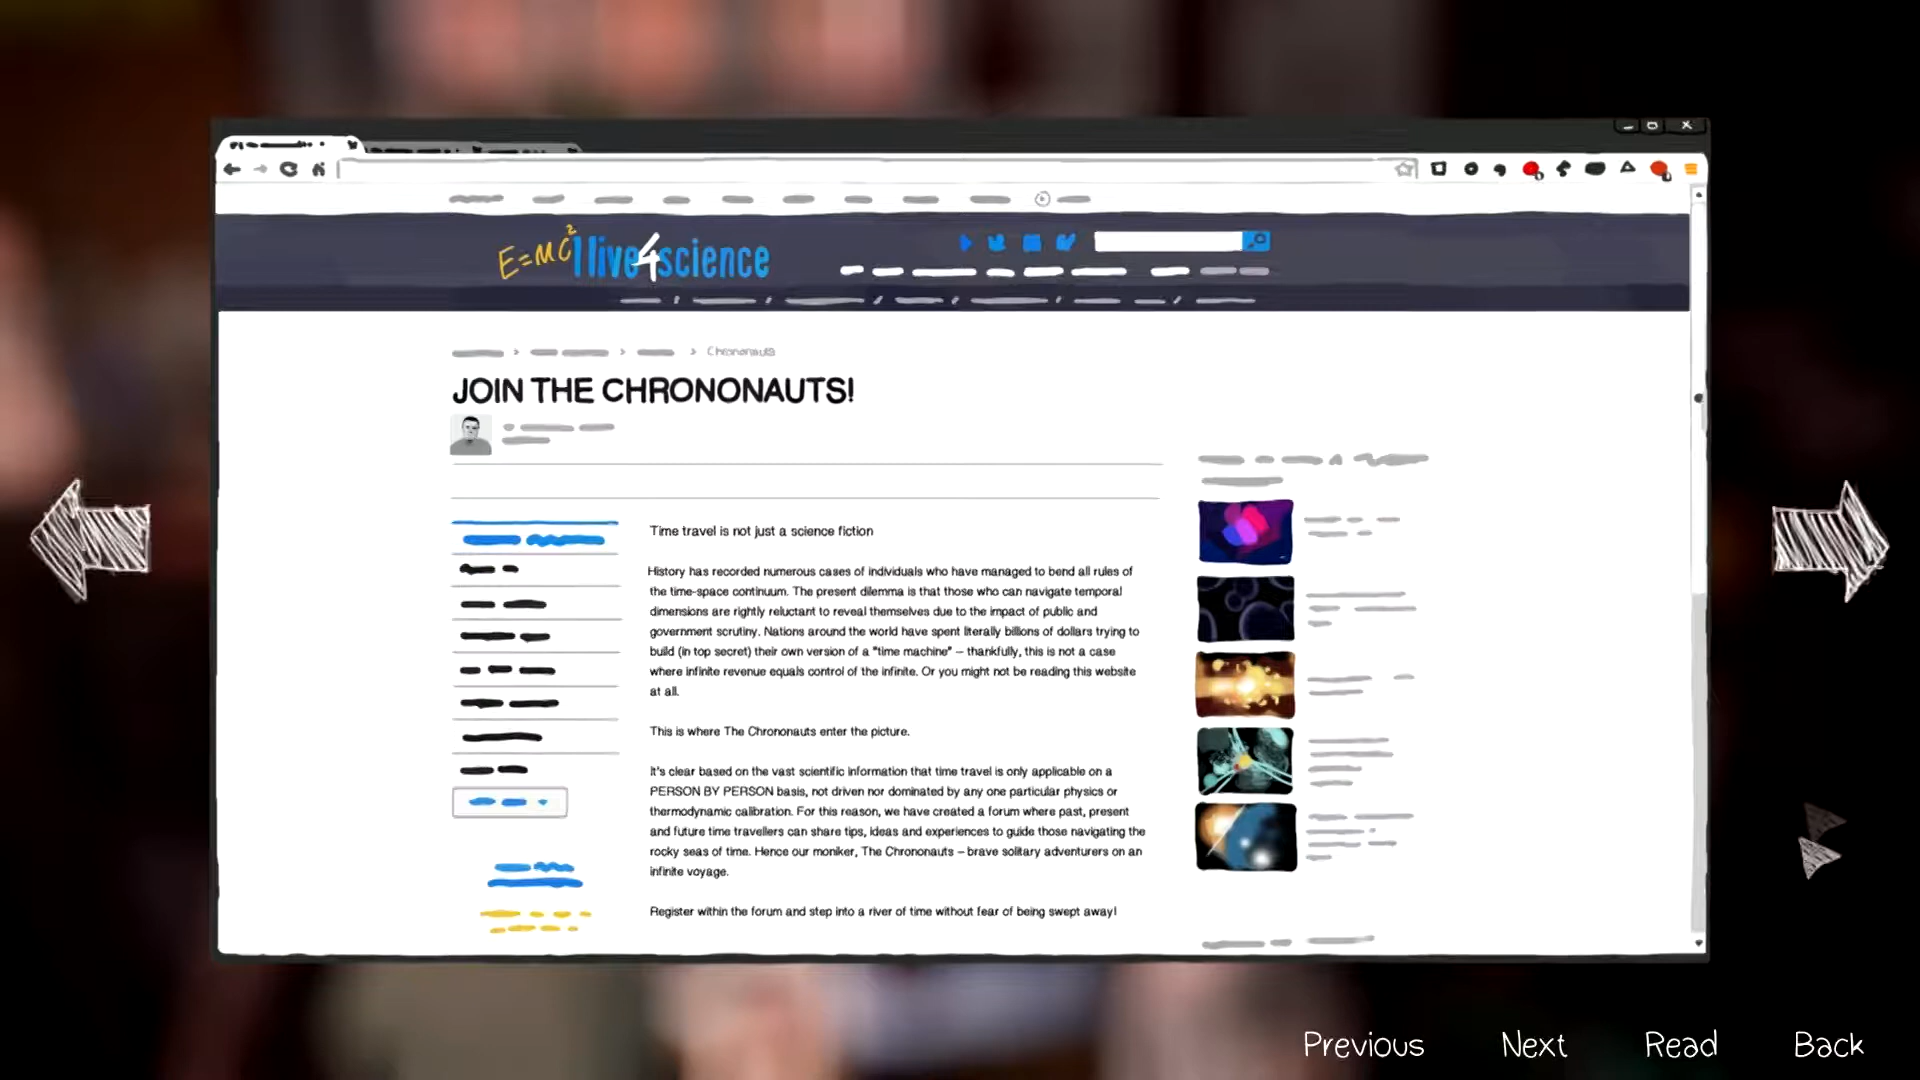 E=MC²
I live4science
Chrononauts
JOIN THE CHRONONAUTS!
Time travel is not just a science fiction
History has recorded numerous cases of individuals who have managed to bend all rules of
the time-space continuum. The present dilemma is that those who can navigate temporal
dimensions are rightly reluctant to reveal themselves due to the impact of public and
government scrutiny. Nations around the world have spent literally billions of dollars trying to
build (in top secret) their own version of a "time machine" – thankfully, this is not a case
where infinite revenue equals control of the infinite. Or you might not be reading this website
at all.
This is where The Chrononauts enter the picture.
It's clear based on the vast scientific information that time travel is only applicable on a
PERSON BY PERSON basis, not driven nor dominated by any one particular physics or
thermodynamic calibration. For this reason, we have created a forum where past, present
and future time travellers can share tips, ideas and experiences to guide those navigating the
rocky seas of time. Hence our moniker, The Chrononauts – brave solitary adventurers on an
infinite voyage.
Register within the forum and step into a river of time without fear of being swept away!
Previous Next Read Back